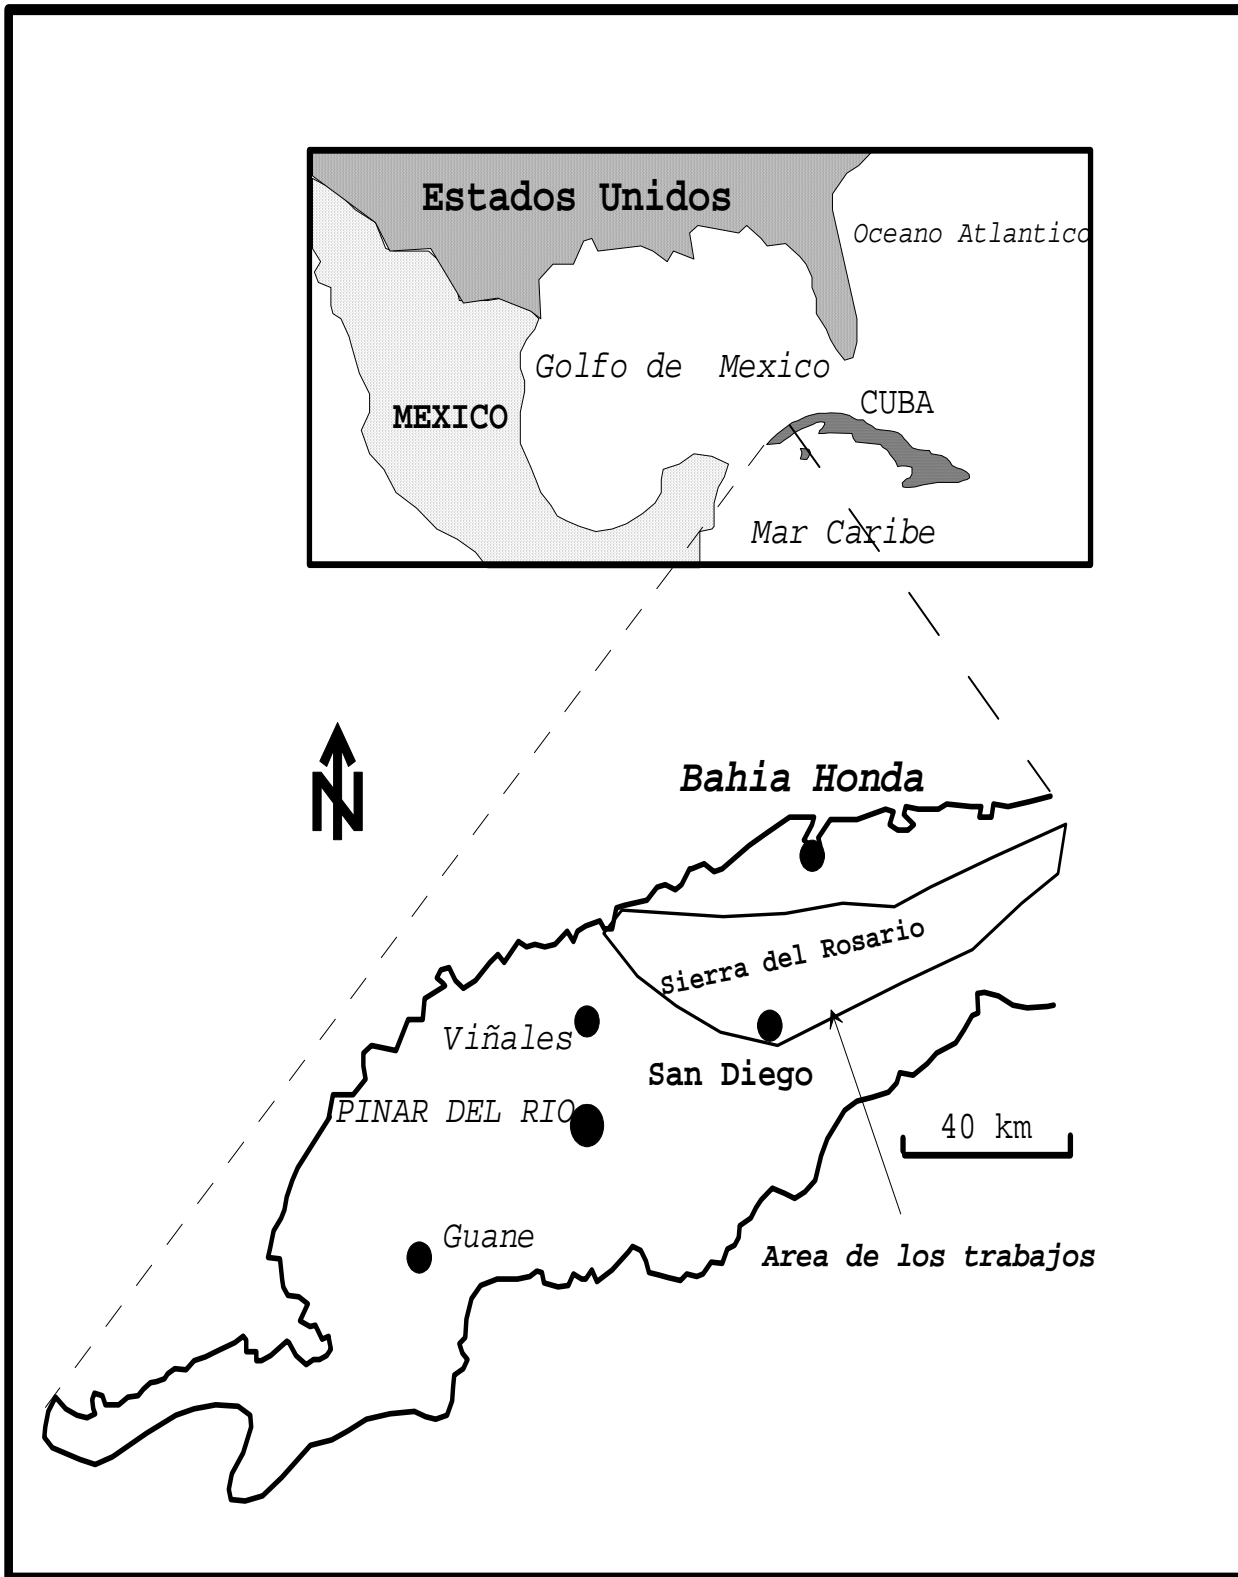 Estados Unidos
Oceano Atlantico
Golfo de Mexico
CUBA
MEXICO
Mar Caribe
N
Bahia Honda
Sierra del Rosario
Viñales
San Diego
PINAR DEL RIO
40 km
Guane
Area de los trabajos